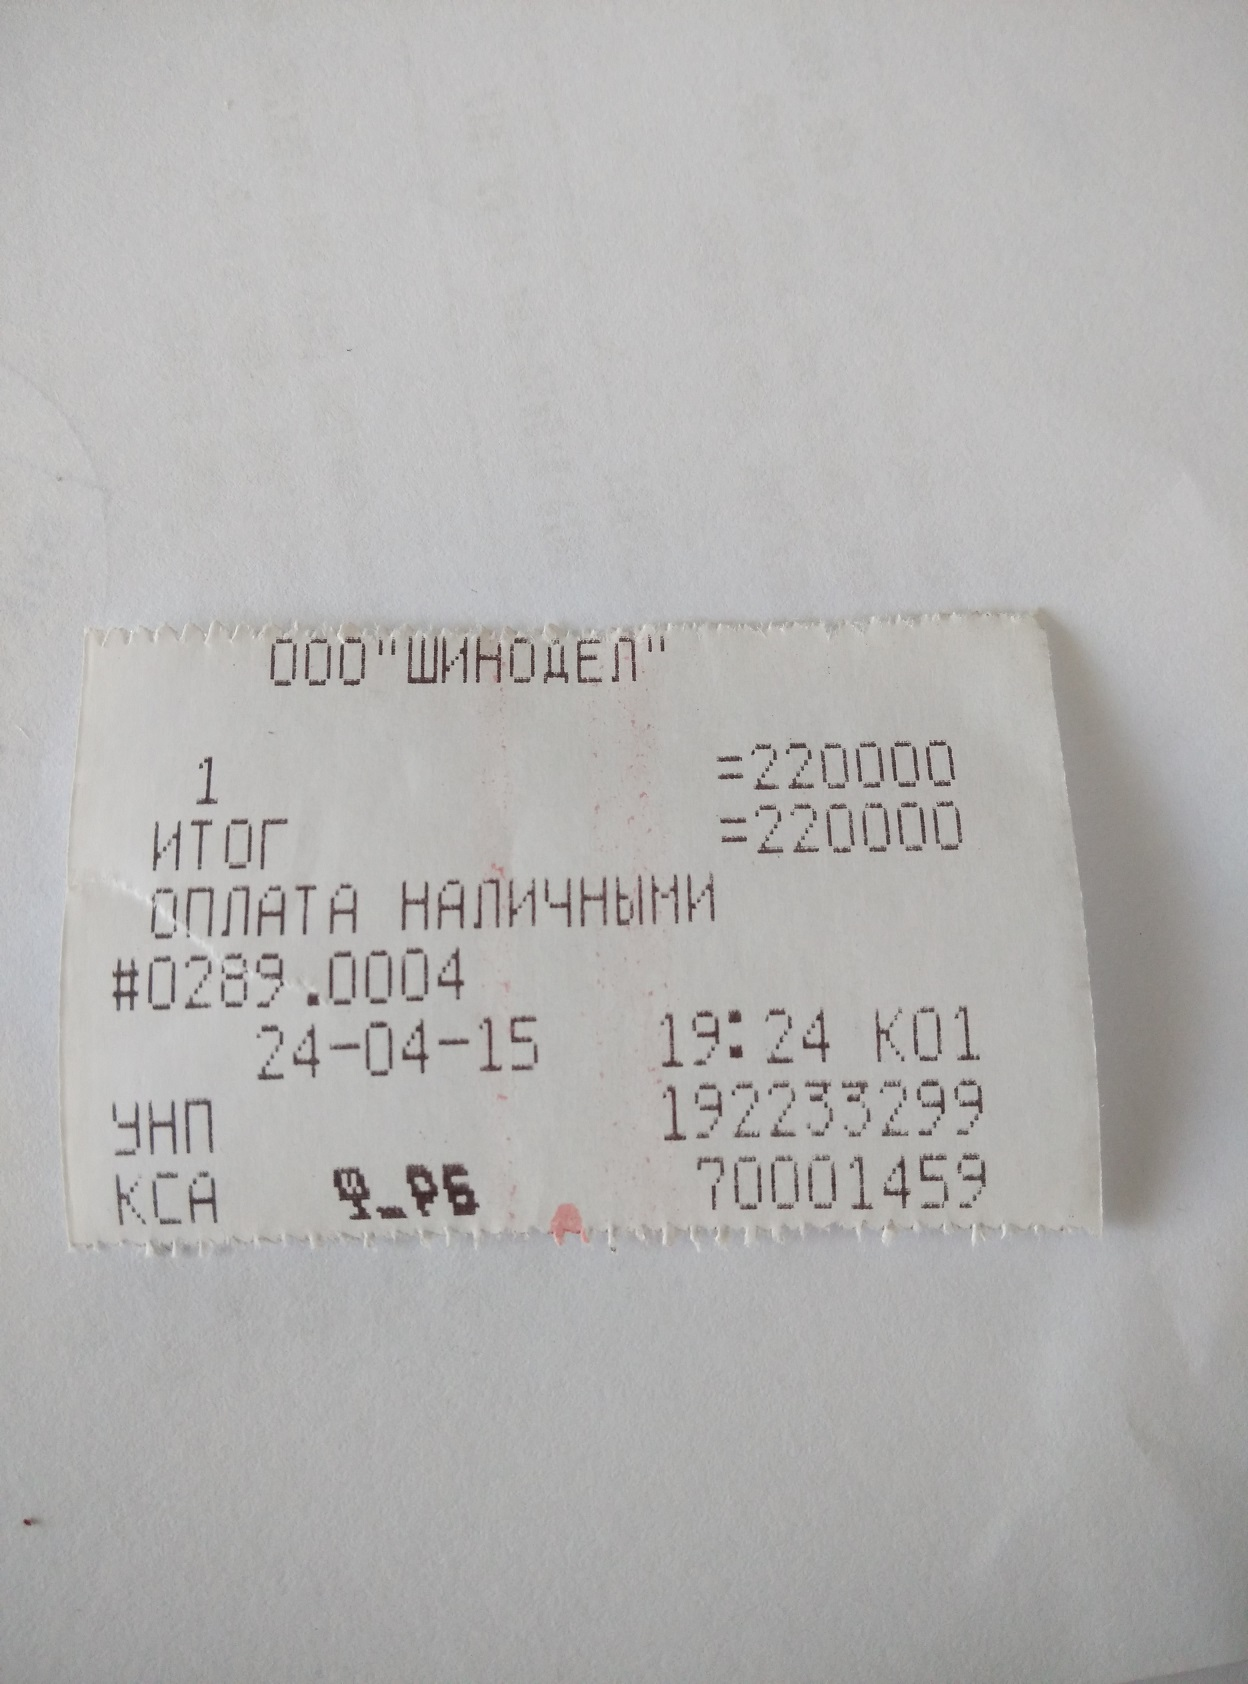 ООО"ШИНОДЕЛ"
1 =220000
ИТОГ =220000
ОПЛАТА НАЛИЧНЫМИ
#0289.0004
24-04-15 19:24 К01
УНП 192233299
КСА Ф_РБ 70001459